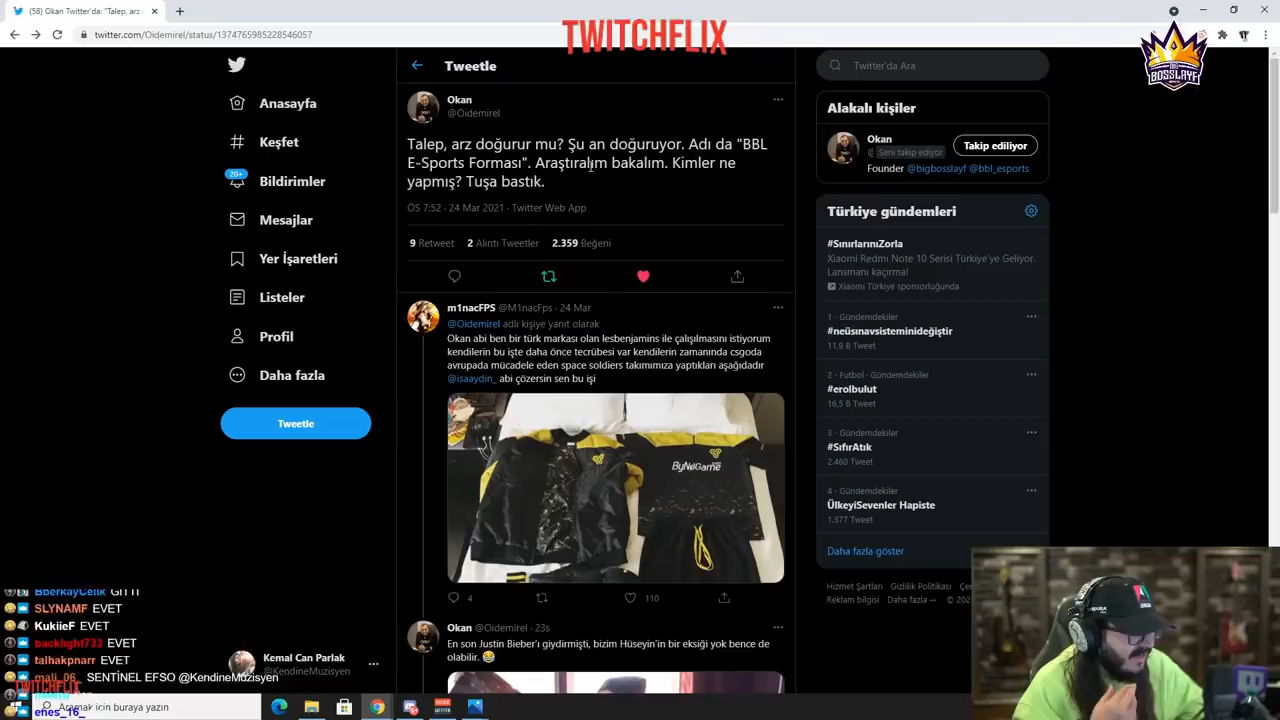 (58) Okan Twitter'da: "Talep, arz
twitter.com/Oidemirel/status/1374765985228546057
TWITCHFLIX
BIG
BOSSLAYF
Anasayfa
Keşfet
20+
Bildirimler
Mesajlar
Yer İşaretleri
Listeler
Profil
Daha fazla
Tweetle
Tweetle
Okan
@Oidemirel
Talep, arz doğurur mu? Şu an doğuruyor. Adı da "BBL
E-Sports Forması". Araştıralım bakalım. Kimler ne
yapmış? Tuşa bastık.
ÖS 7:52 · 24 Mar 2021 · Twitter Web App
9 Retweet 2 Alıntı Tweetler 2.359 Beğeni
m1nacFPS @M1nacFps · 24 Mar
@Oidemirel adlı kişiye yanıt olarak
Okan abi ben bir türk markası olan lesbenjamins ile çalışılmasını istiyorum
kendilerin bu işte daha önce tecrübesi var kendilerin zamanında csgoda
avrupada mücadele eden space soldiers takımımıza yaptıkları aşağıdadır
@isaaydin_ abi çözersin sen bu işi
ByNoGame
4
110
Okan @Oidemirel · 23s
En son Justin Bieber'ı giydirmişti, bizim Hüseyin'in bir eksiği yok bence de
olabilir.
Twitter'da Ara
Alakalı kişiler
Okan
Seni takip ediyor
Takip ediliyor
Founder @bigbosslayf @bbl_esports
Türkiye gündemleri
#SınırlarınıZorla
Xiaomi Redmi Note 10 Serisi Türkiye'ye Geliyor.
Lansmanı kaçırma!
Xiaomi Türkiye sponsorluğunda
1 · Gündemdekiler
#neüsınavsisteminideğiştir
11,9 B Tweet
2 · Futbol · Gündemdekiler
#erolbulut
16,5 B Tweet
3 · Gündemdekiler
#SıfırAtık
2.460 Tweet
4 · Gündemdekiler
ÜlkeyiSevenler Hapiste
1.377 Tweet
Daha fazla göster
Hizmet Şartları Gizlilik Politikası
Reklam bilgisi Daha fazla ···
BberkayCelik GITTI
SLYNAMF EVET
KukiieF EVET
packlight733 EVET
talhakpnarr EVET
mali_06_ SENTİNEL EFSO @KendineMuzisyen
enes_16_
Kemal Can Parlak
@KendineMuzisyen
TWITCHFLIX
Aramak için buraya yazın